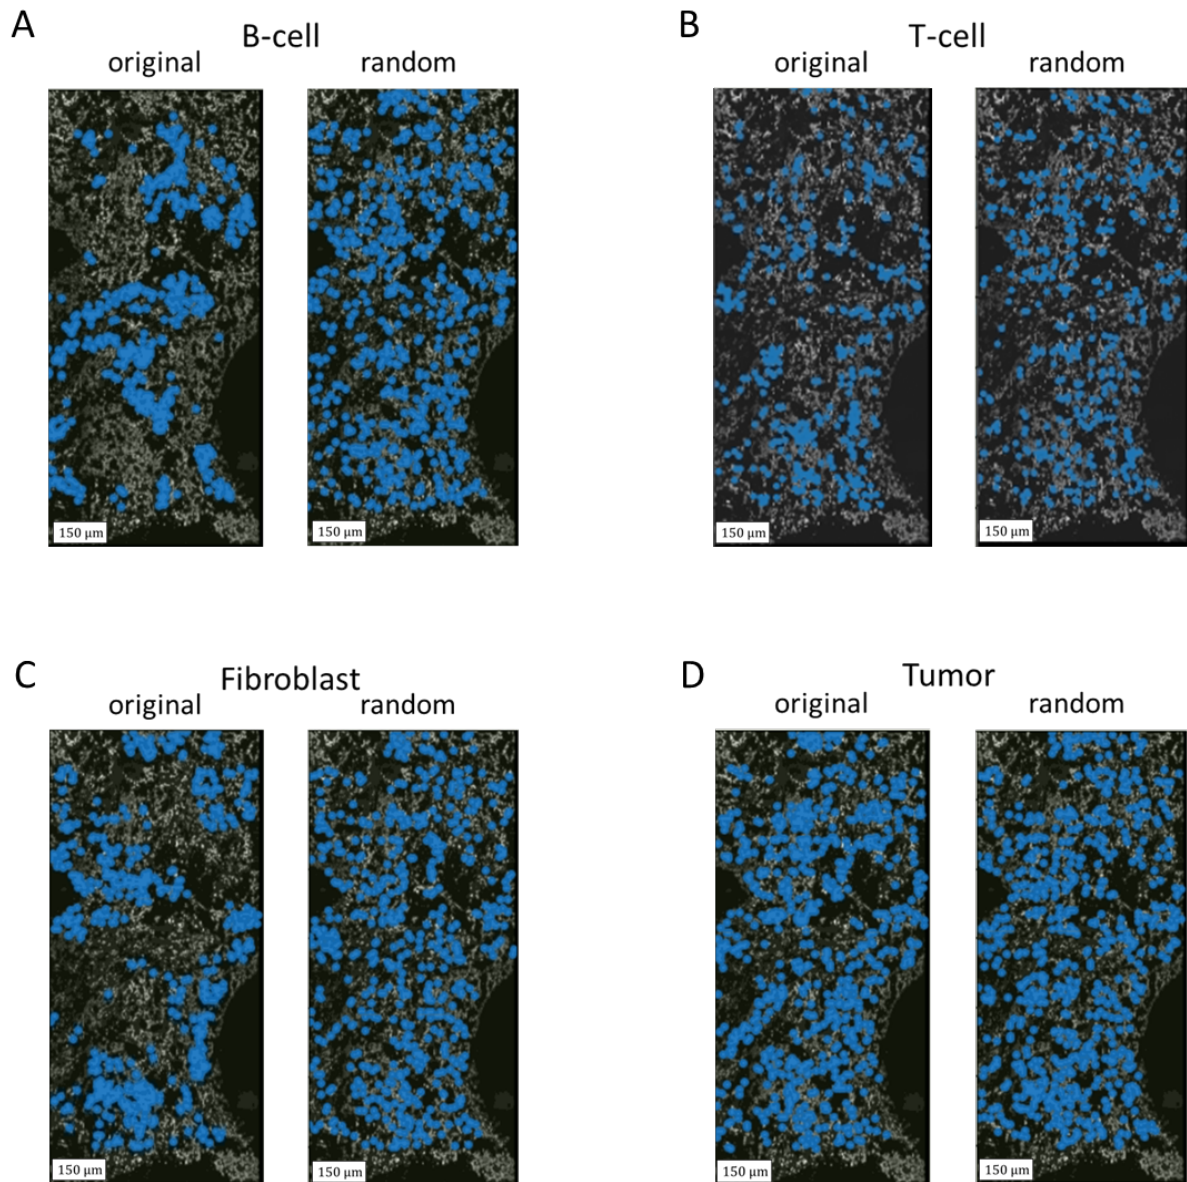 A
B-cell
original
random
150 μm
150 μm
B
T-cell
original
random
150 μm
150 μm
C
Fibroblast
original
random
150 μm
150 μm
D
Tumor
original
random
150 μm
150 μm